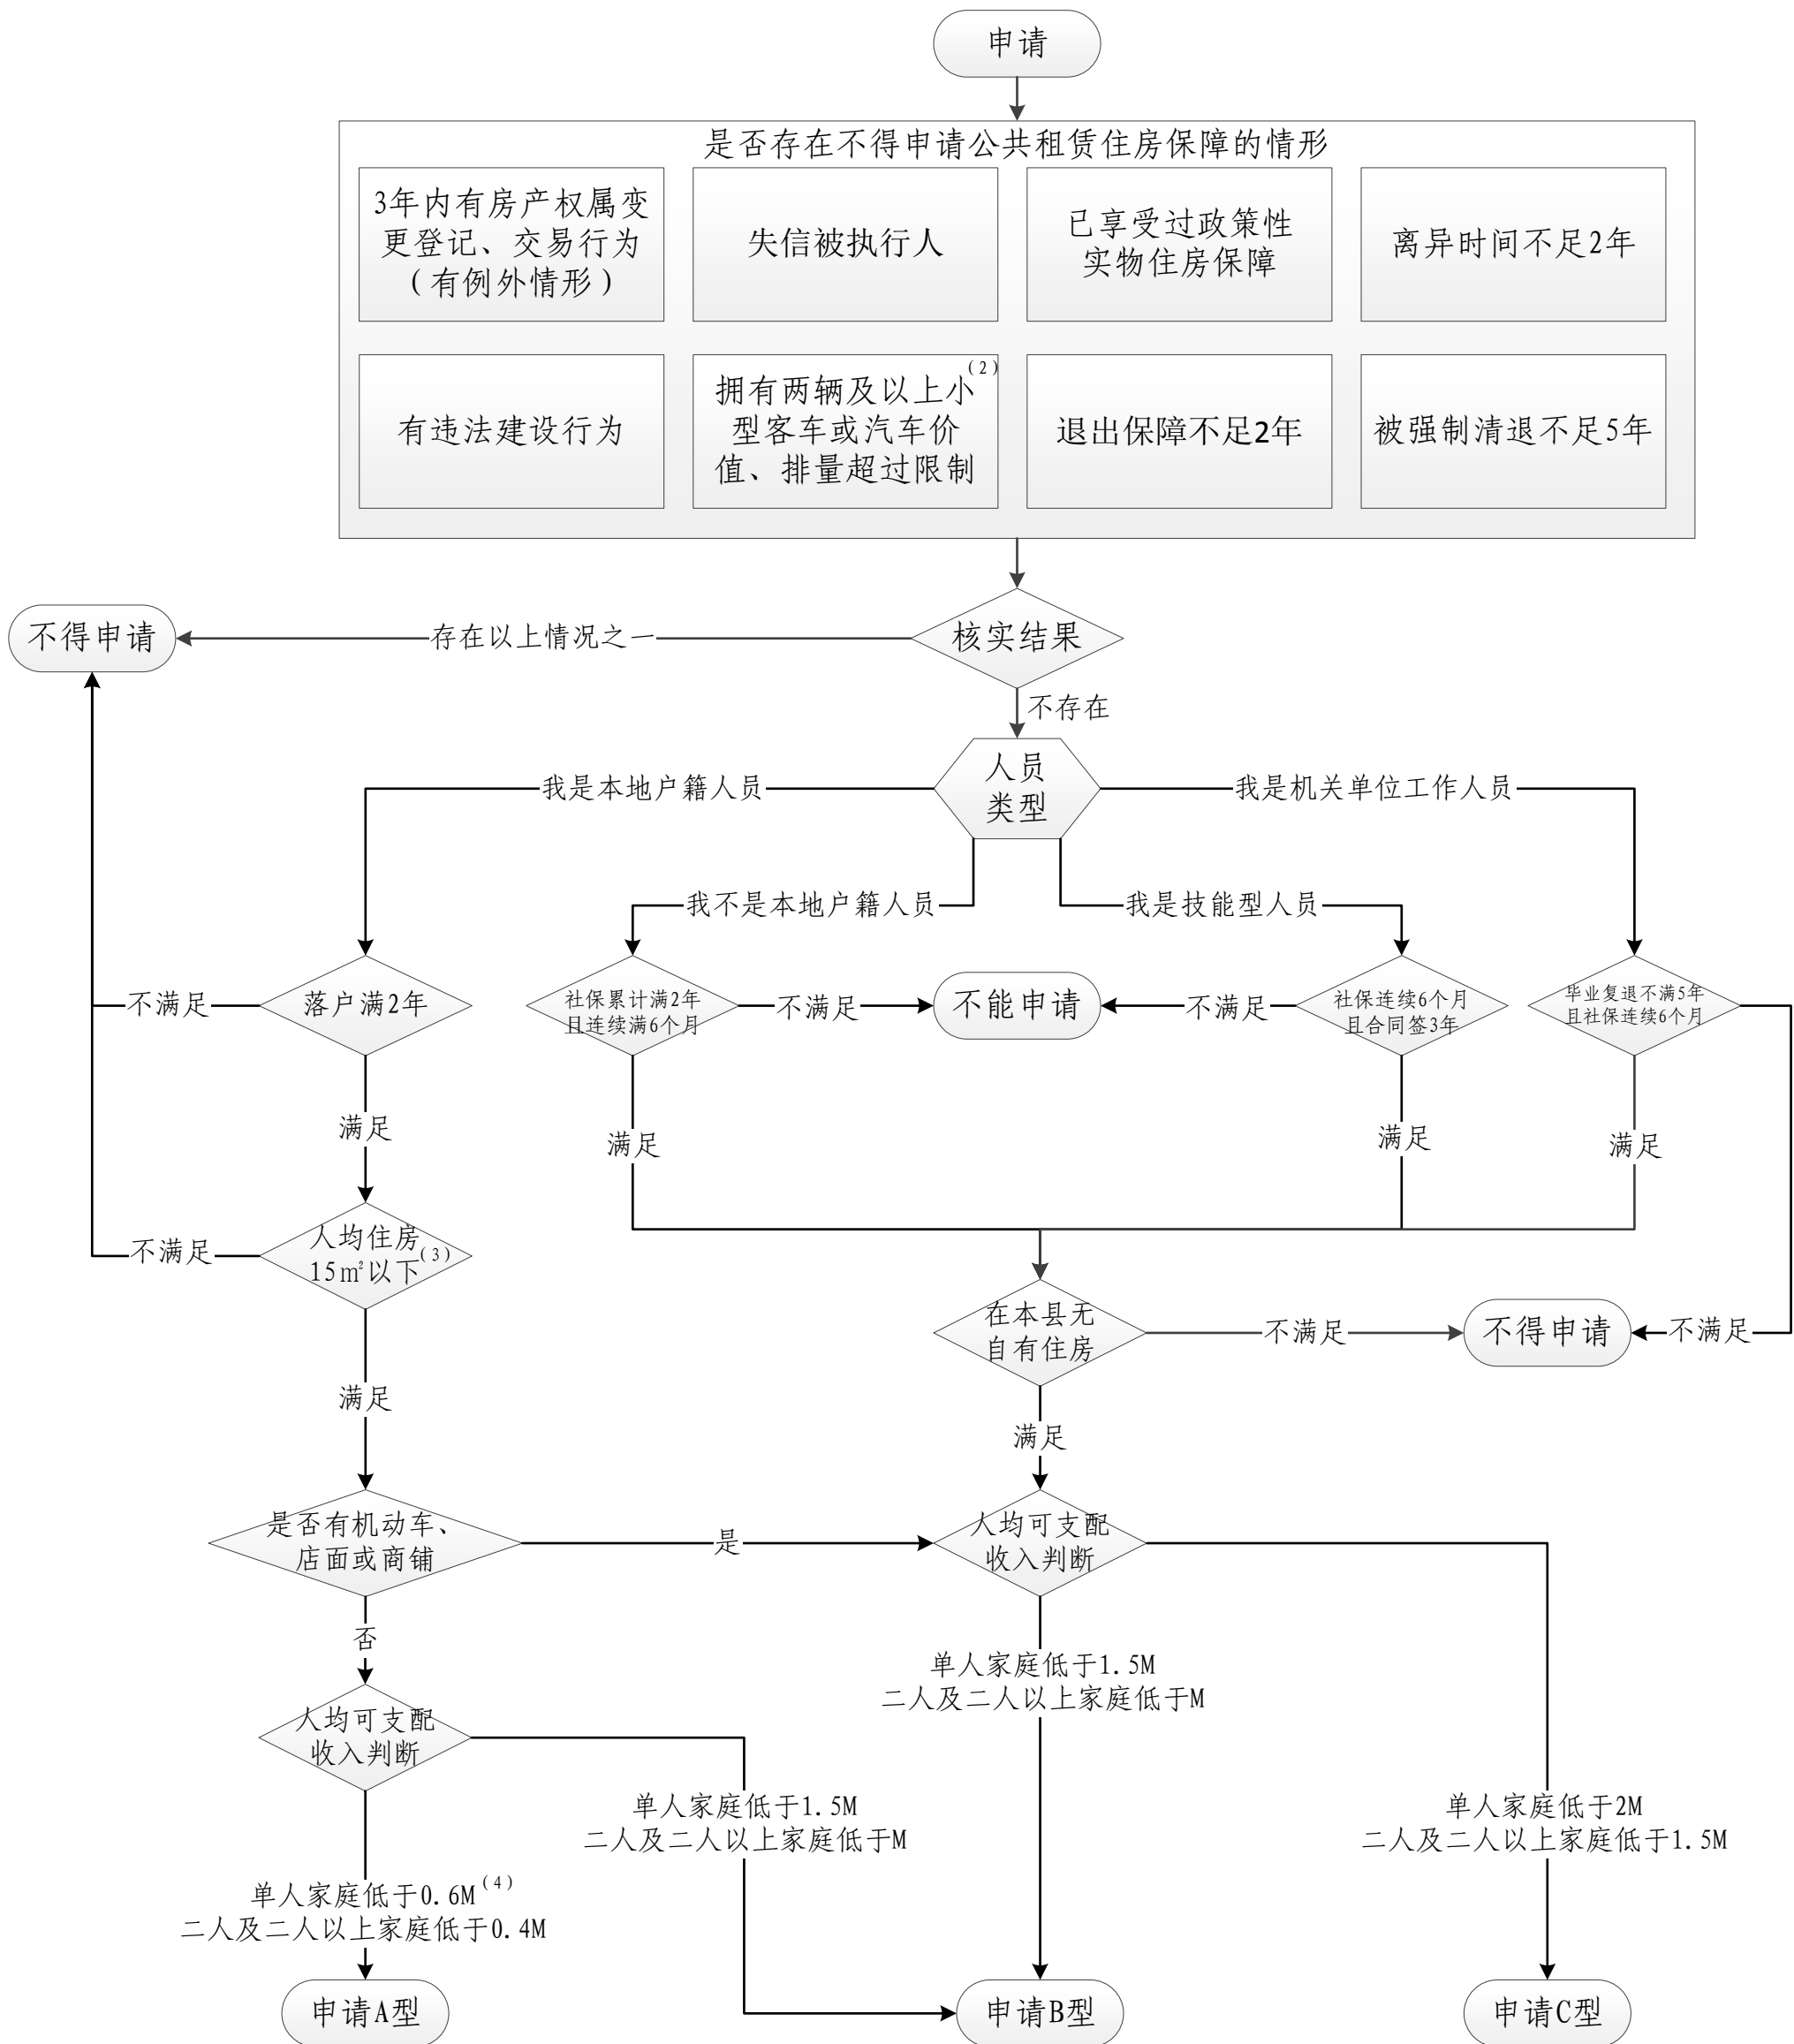 申请
是否存在不得申请公共租赁住房保障的情形
3年内有房产权属变
更登记、交易行为
(有例外情形)
失信被执行人
已享受过政策性
实物住房保障
离异时间不足2年
有违法建设行为
拥有两辆及以上小(2)
型客车或汽车价
值、排量超过限制
退出保障不足2年
被强制清退不足5年
核实结果
存在以上情况之一
不得申请
不存在
人员
类型
我是本地户籍人员
我是机关单位工作人员
我不是本地户籍人员
我是技能型人员
落户满2年
不满足
社保累计满2年
且连续满6个月
不满足
不能申请
不满足
社保连续6个月
且合同签3年
毕业复退不满5年
且社保连续6个月
满足
满足
满足
满足
人均住房
15㎡以下(3)
不满足
在本县无
自有住房
不满足
不得申请
不满足
满足
满足
是否有机动车、
店面或商铺
是
人均可支配
收入判断
否
单人家庭低于1.5M
二人及二人以上家庭低于M
人均可支配
收入判断
单人家庭低于1.5M
二人及二人以上家庭低于M
单人家庭低于2M
二人及二人以上家庭低于1.5M
单人家庭低于0.6M(4)
二人及二人以上家庭低于0.4M
申请A型
申请B型
申请C型